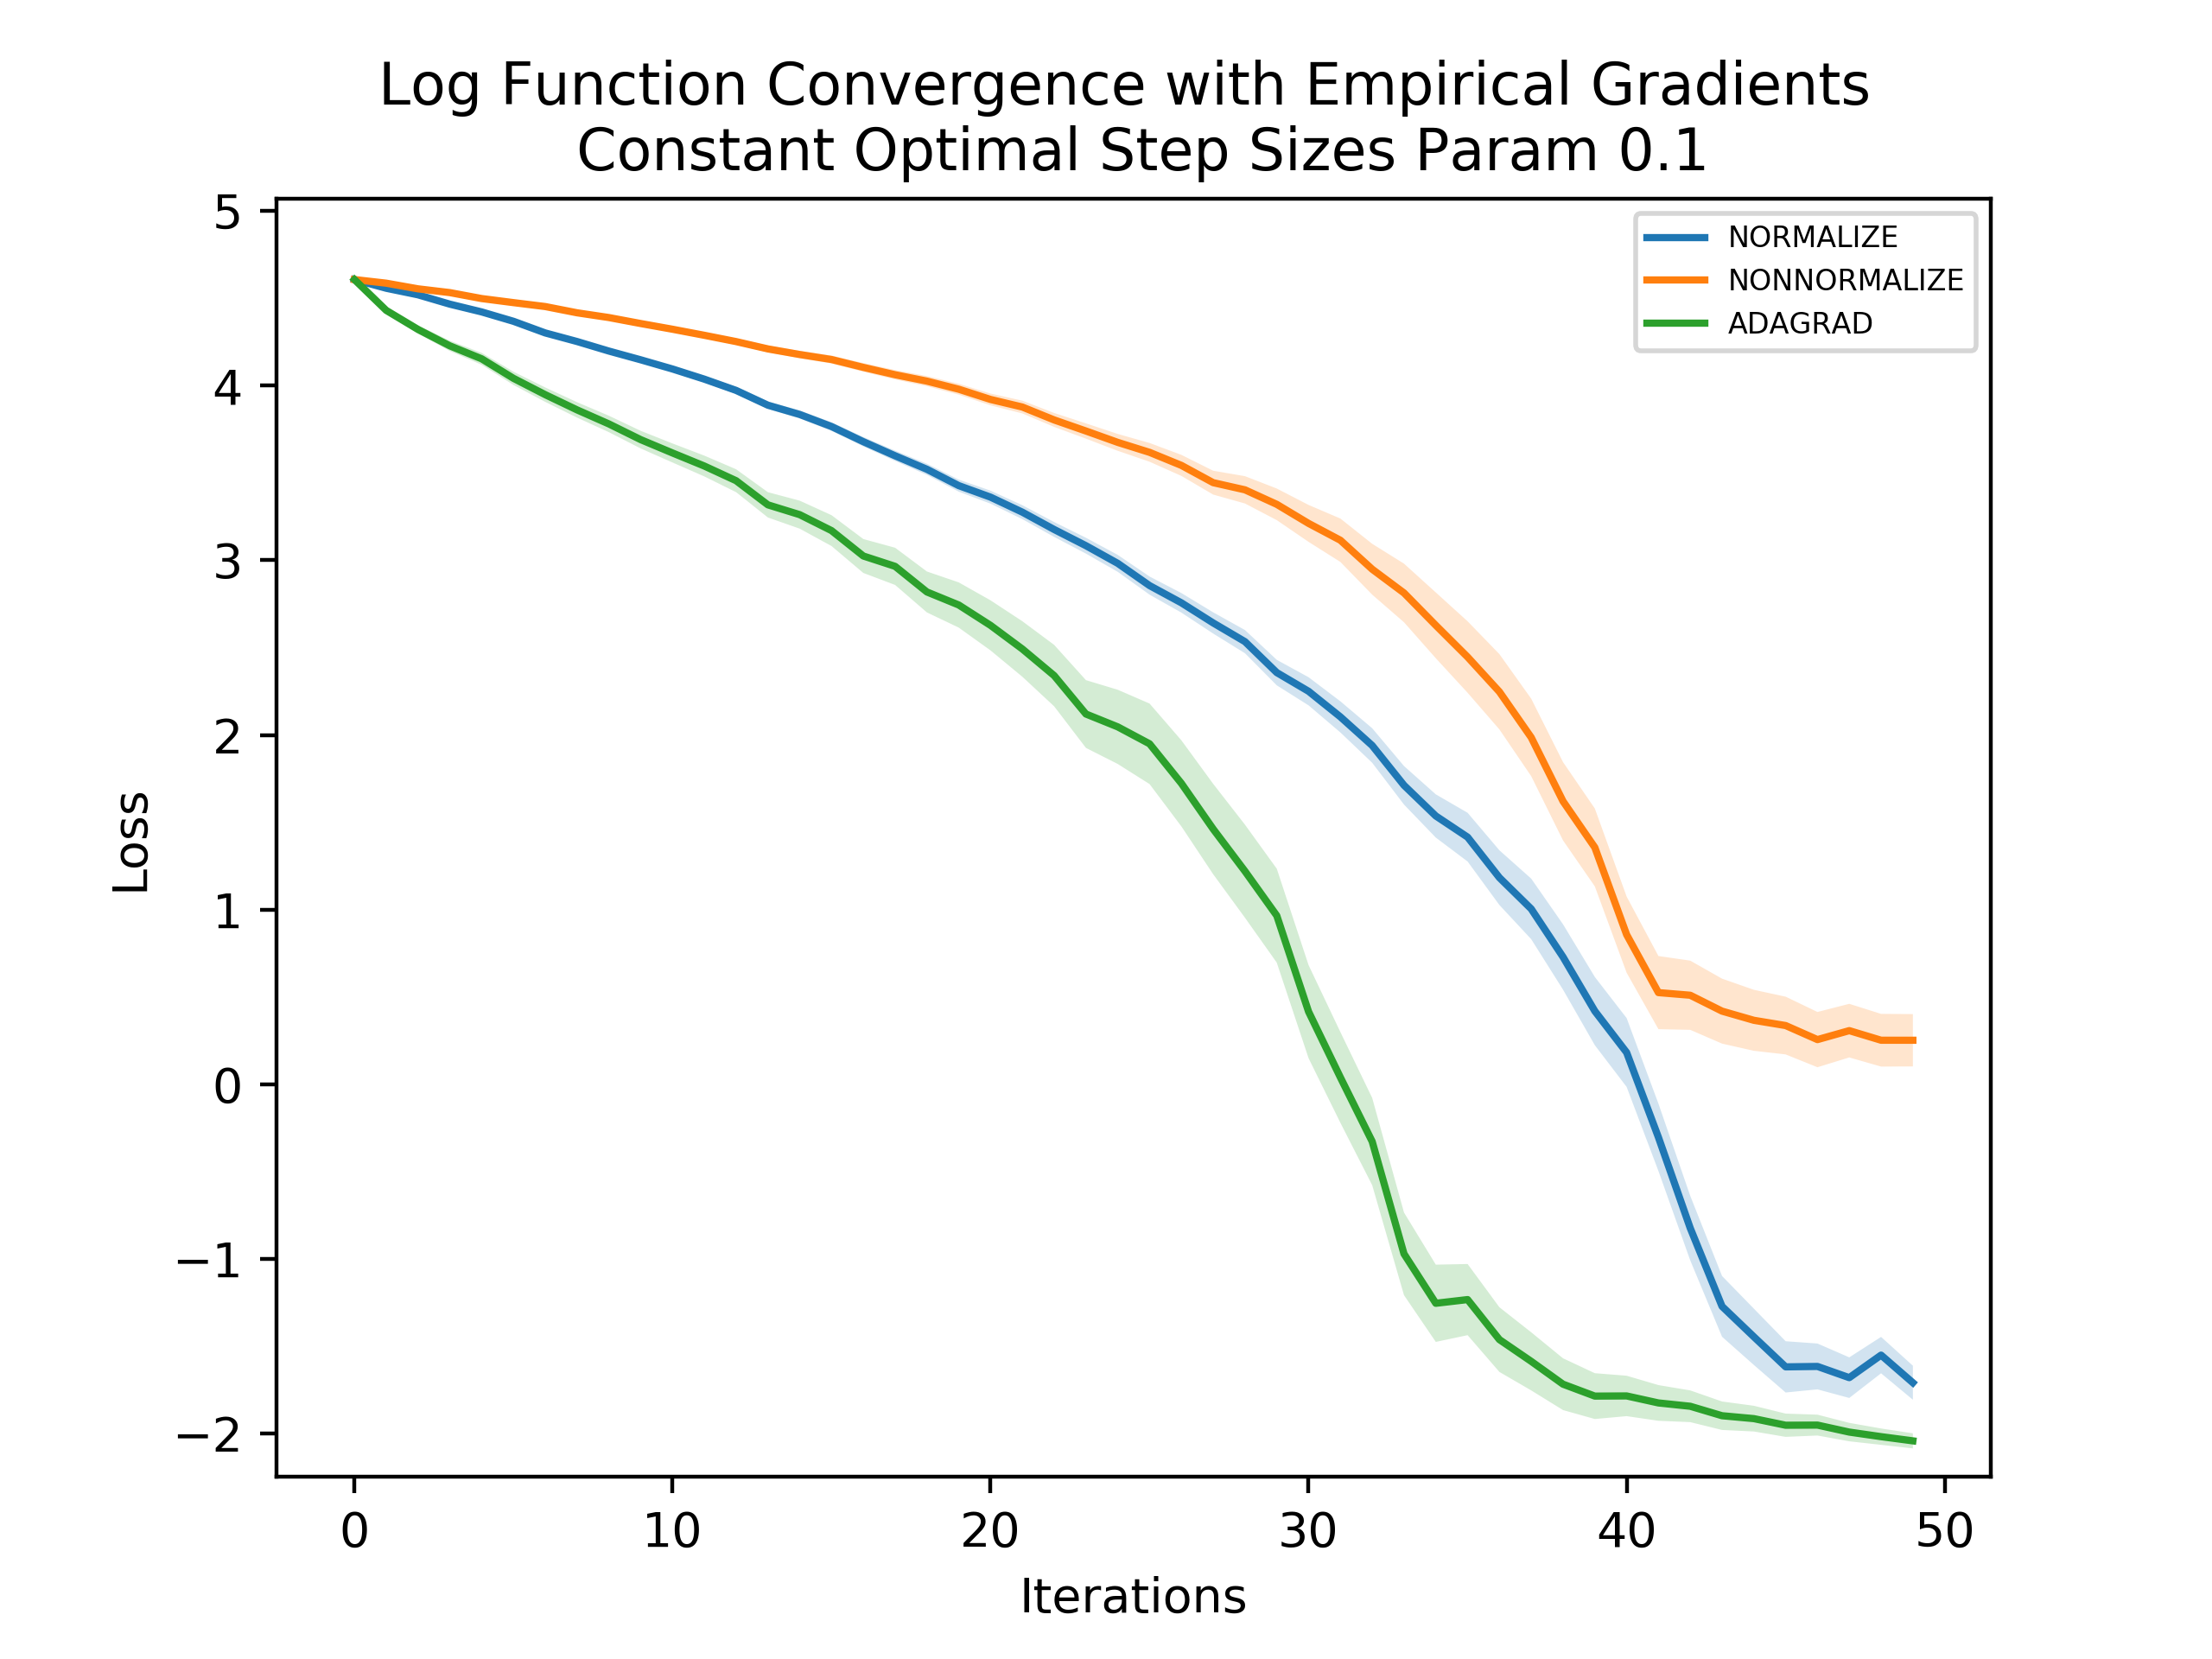 Log Function Convergence with Empirical Gradients
Constant Optimal Step Sizes Param 0.1
NORMALIZE
NONNORMALIZE
ADAGRAD
5
4
3
2
1
0
−1
−2
Loss
0 10 20 30 40 50
Iterations